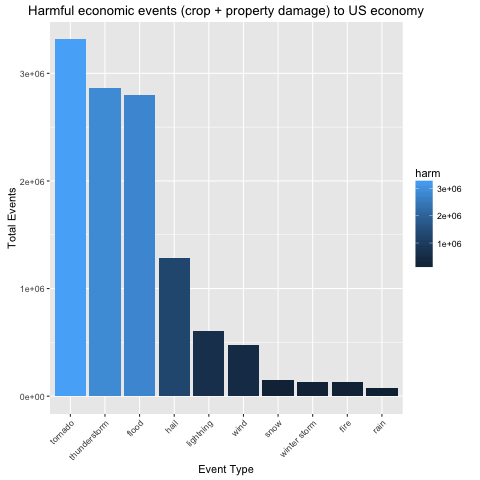 Harmful economic events (crop + property damage) to US economy
3e+06
2e+06
1e+06
0e+00
Total Events
tornado
thunderstorm
flood
hail
lightning
wind
snow
winter storm
fire
rain
Event Type
harm
3e+06
2e+06
1e+06